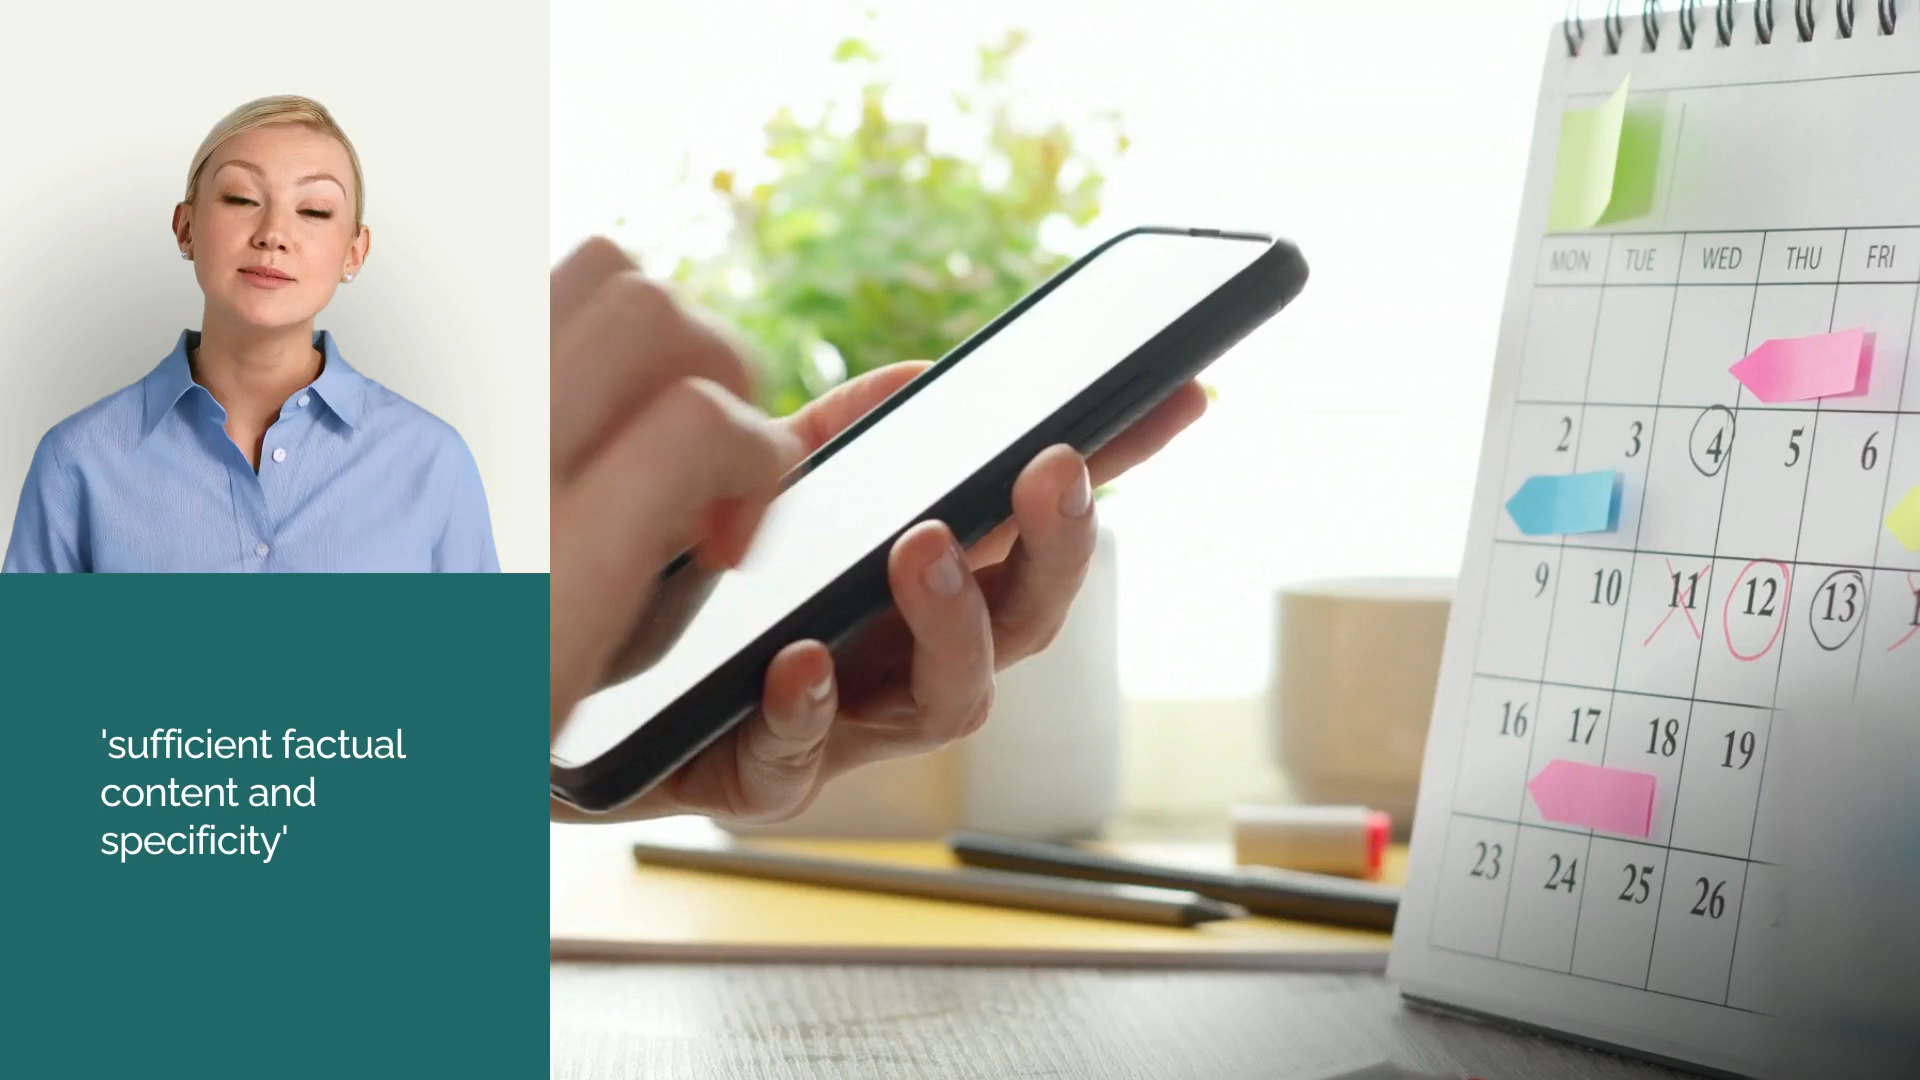 'sufficient factual
content and
specificity'
MON TUE WED THU FRI
2 3 4 5 6
9 10 11 12 13
16 17 18 19
23 24 25 26